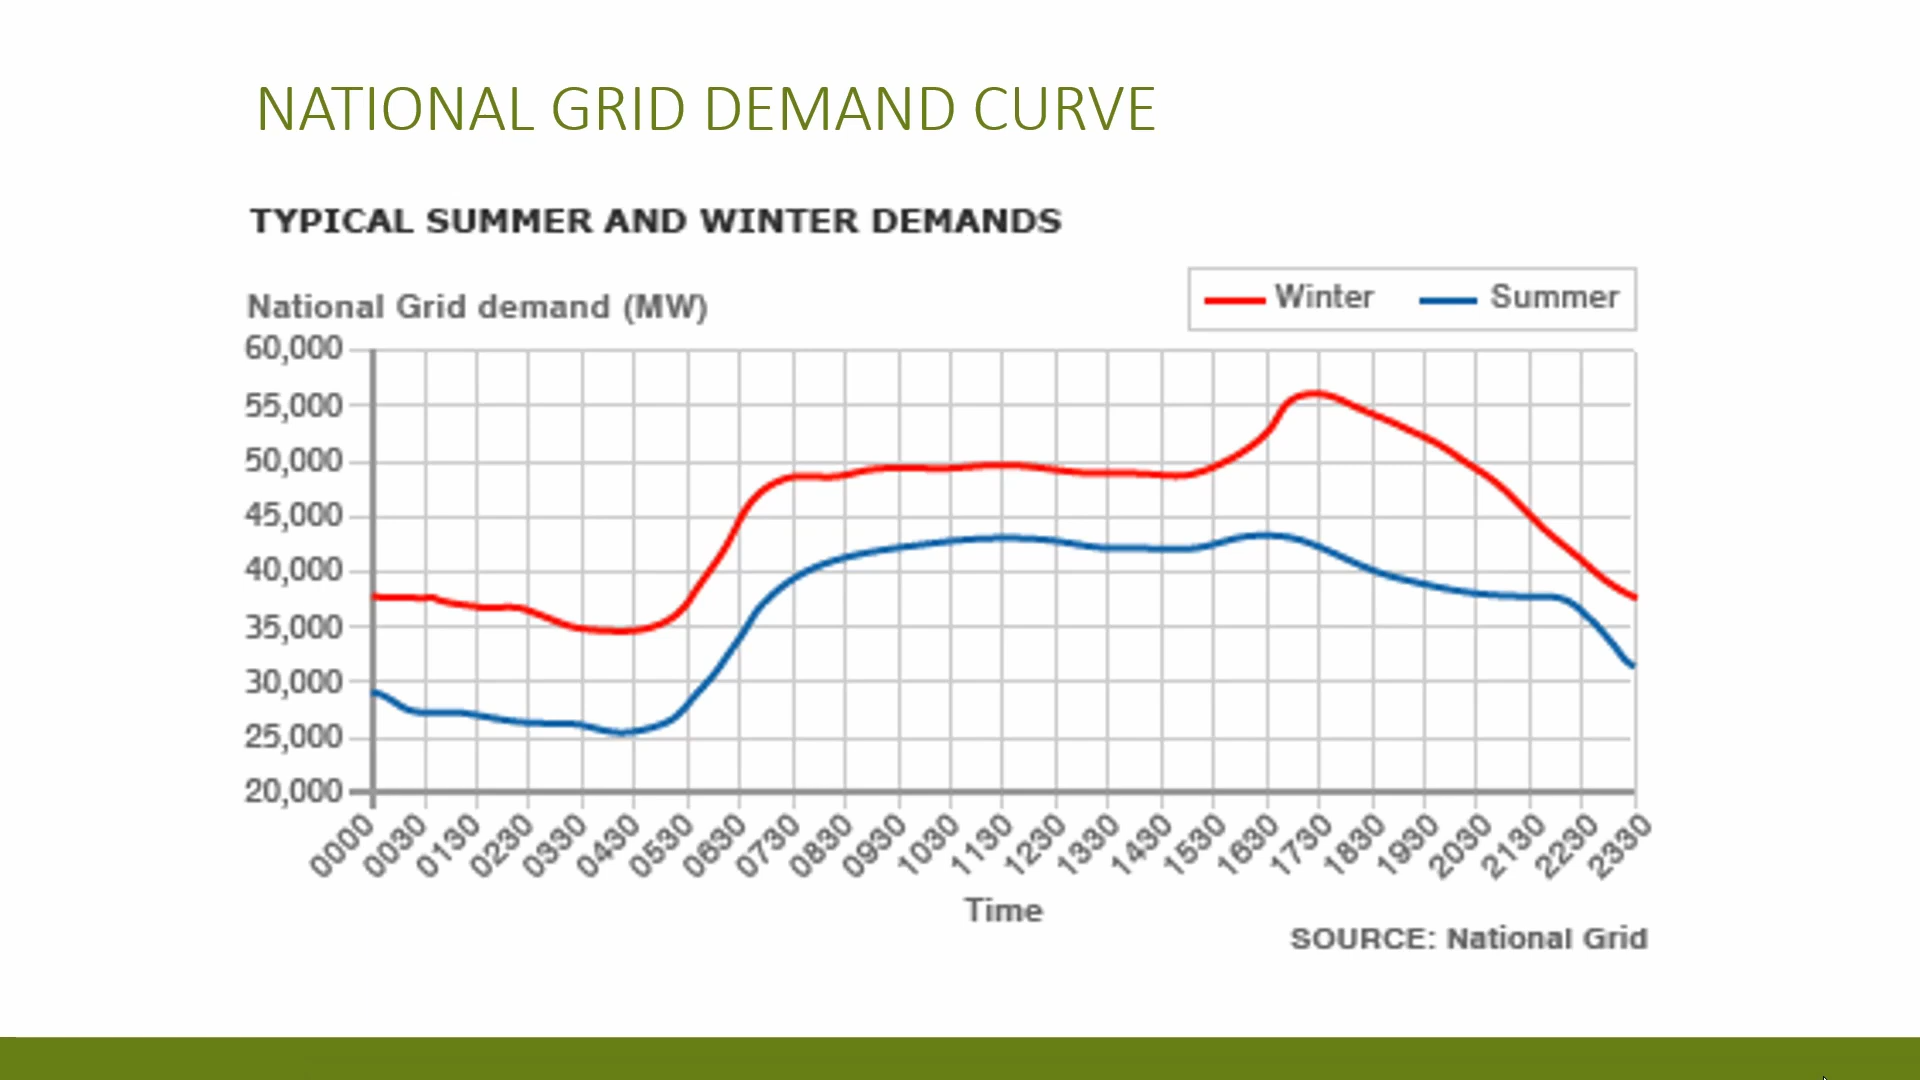 NATIONAL GRID DEMAND CURVE
TYPICAL SUMMER AND WINTER DEMANDS
National Grid demand (MW)
Winter Summer
60,000
55,000
50,000
45,000
40,000
35,000
30,000
25,000
20,000
0000 0030 0130 0230 0330 0430 0530 0630 0730 0830 0930 1030 1130 1230 1330 1430 1530 1630 1730 1830 1930 2030 2130 2230 2330
Time
SOURCE: National Grid